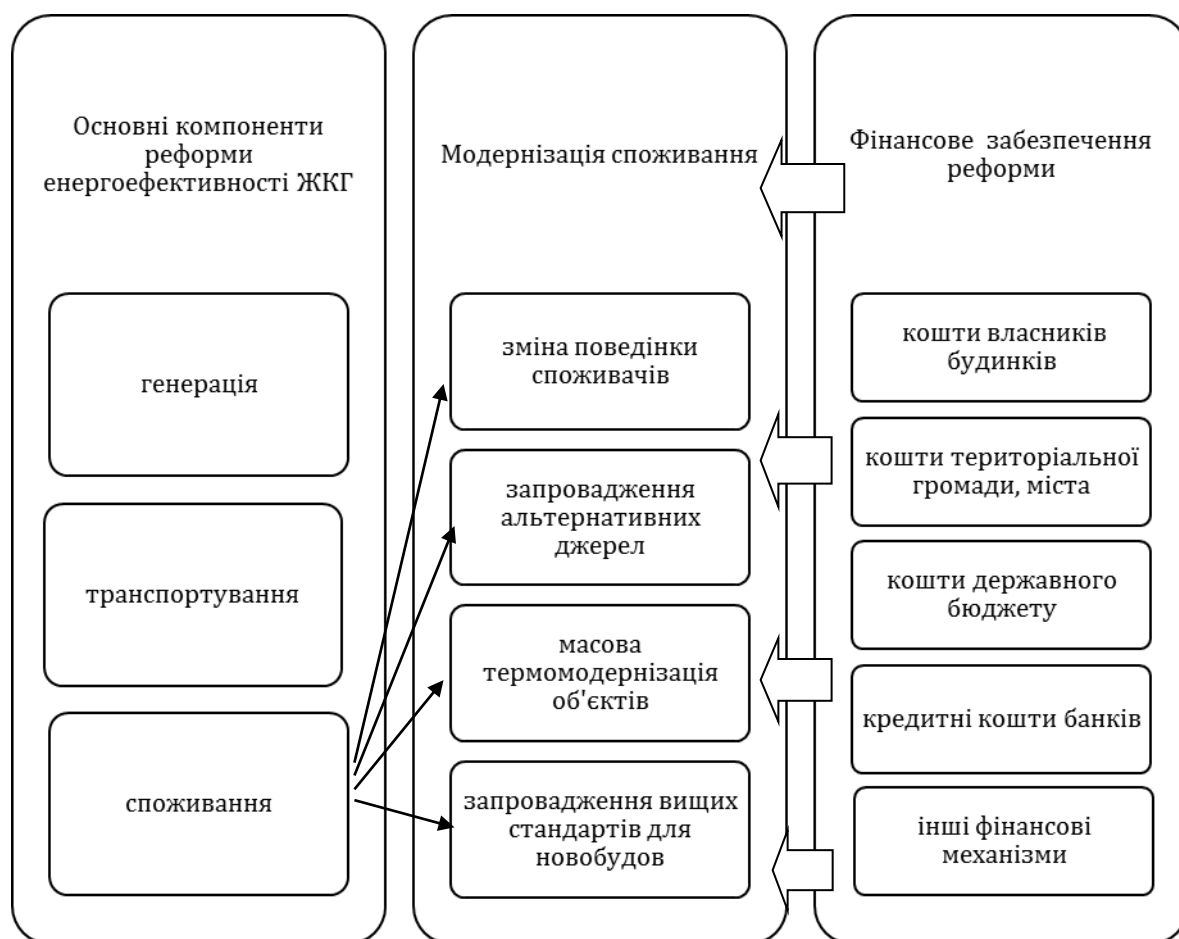 Основні компоненти
реформи
енергоефективності ЖКГ
генерація
транспортування
споживання
Модернізація споживання
зміна поведінки
споживачів
запровадження
альтернативних
джерел
масова
термомодернізація
об'єктів
запровадження вищих
стандартів для
новобудов
Фінансове забезпечення
реформи
кошти власників
будинків
кошти територіальної
громади, міста
кошти державного
бюджету
кредитні кошти банків
інші фінансові
механізми